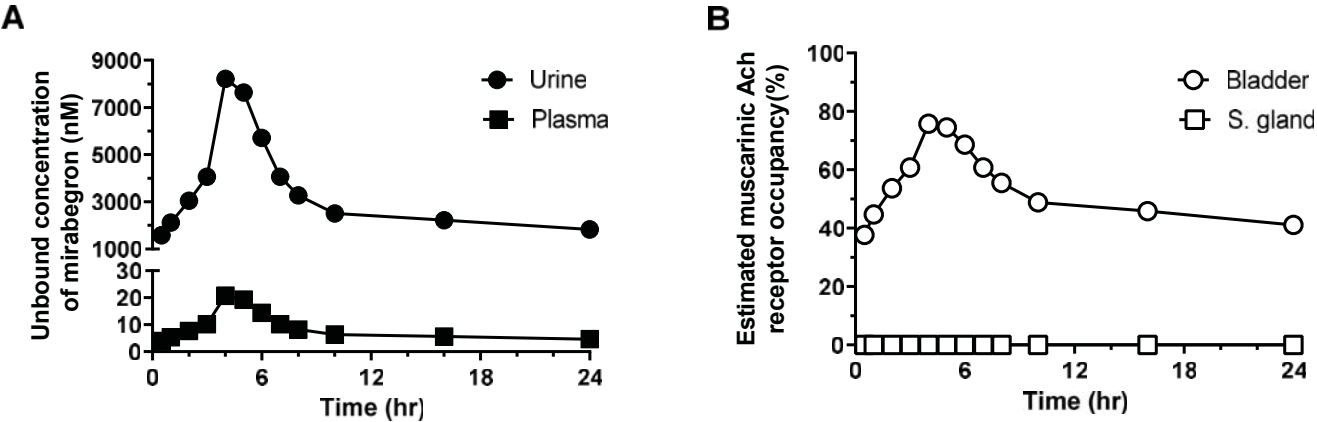 A
Unbound concentration
of mirabegron (nM)
9000
7000
5000
3000
1000
30
20
10
0
0
6
12
18
24
Time (hr)
Urine
Plasma
B
Estimated muscarinic Ach
receptor occupancy(%)
100
80
60
40
20
0
0
6
12
18
24
Time (hr)
Bladder
S. gland